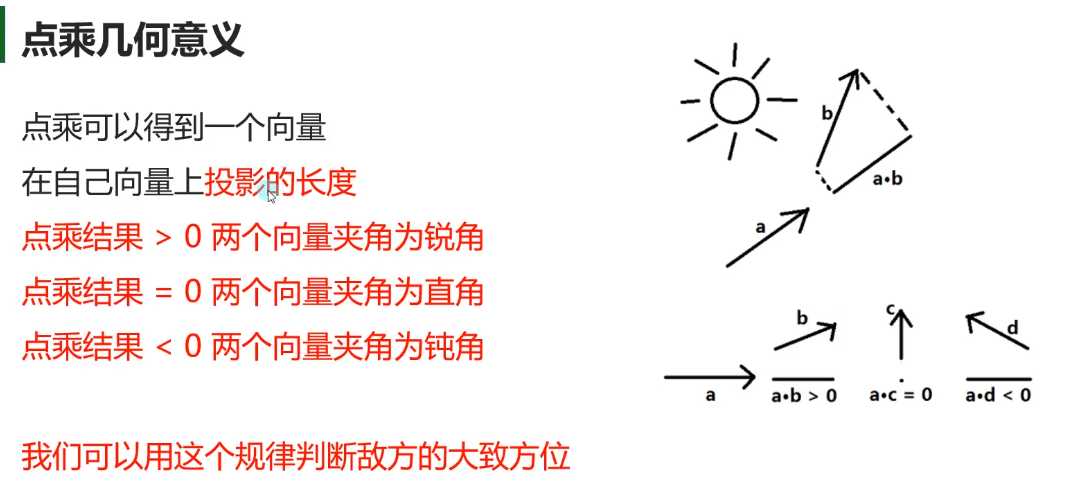 点乘几何意义
点乘可以得到一个向量
在自己向量上投影的长度
点乘结果 > 0 两个向量夹角为锐角
点乘结果 = 0 两个向量夹角为直角
点乘结果 < 0 两个向量夹角为钝角
我们可以用这个规律判断敌方的大致方位
b
a•b
a
b
c
d
a
a•b > 0
a•c = 0
a•d < 0